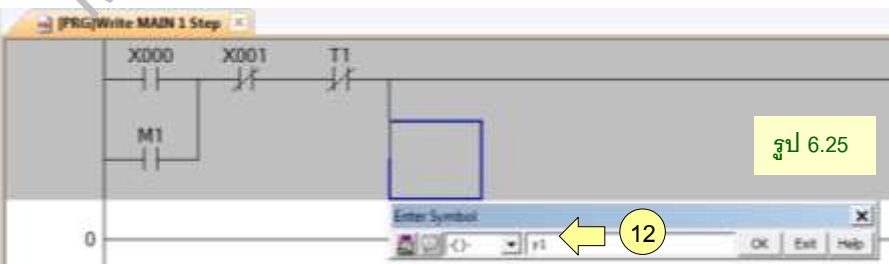 [PRG]Write MAIN 1 Step
X000 X001 T1
M1
รูป 6.25
Enter Symbol
0
-( )- y1 12 OK Exit Help